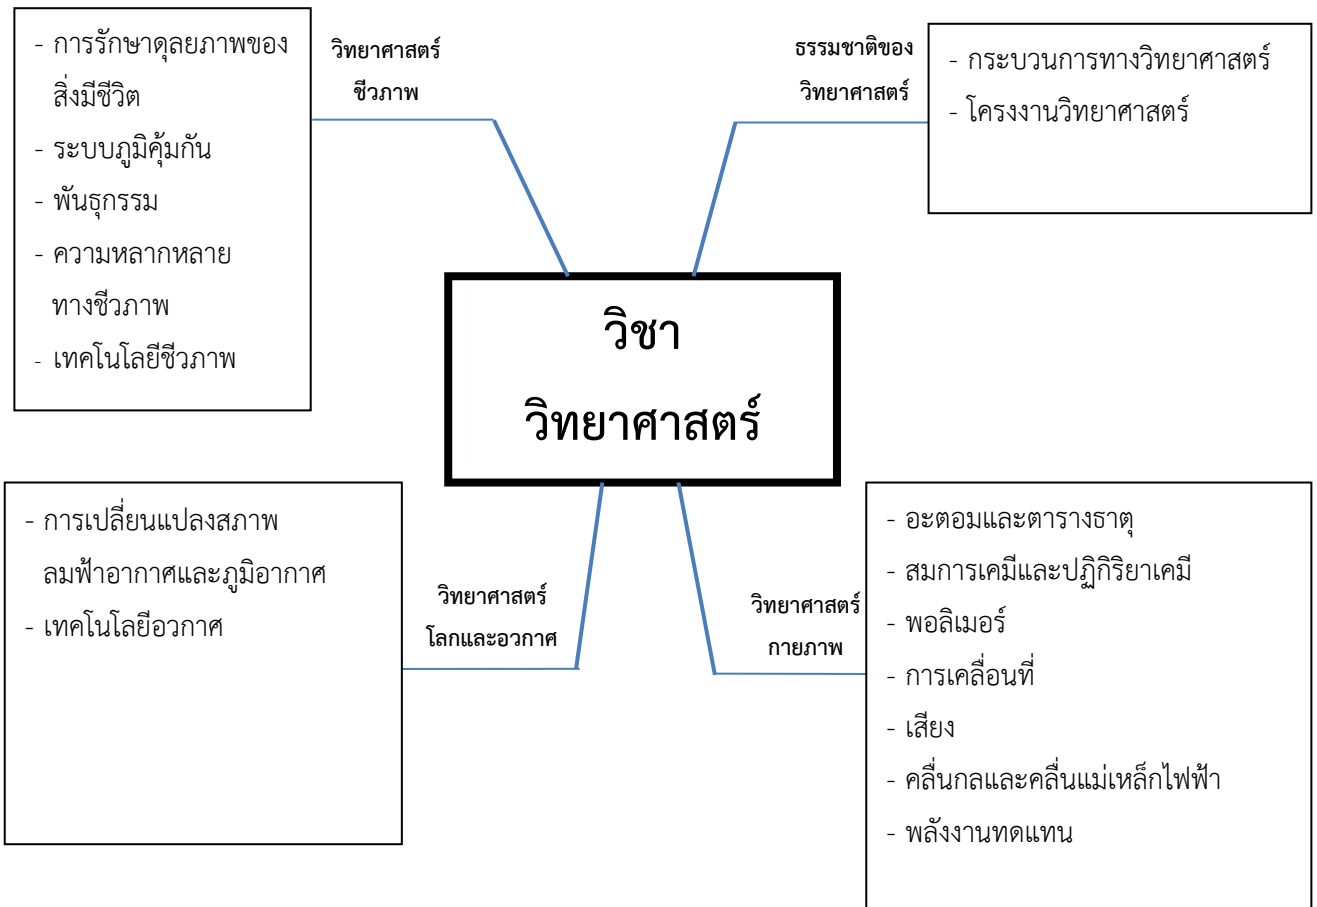 - การรักษาดุลยภาพของ
สิ่งมีชีวิต
- ระบบภูมิคุ้มกัน
- พันธุกรรม
- ความหลากหลาย
ทางชีวภาพ
- เทคโนโลยีชีวภาพ
วิทยาศาสตร์
ชีวภาพ
ธรรมชาติของ
วิทยาศาสตร์
- กระบวนการทางวิทยาศาสตร์
- โครงงานวิทยาศาสตร์
วิชา
วิทยาศาสตร์
- การเปลี่ยนแปลงสภาพ
ลมฟ้าอากาศและภูมิอากาศ
- เทคโนโลยีอวกาศ
วิทยาศาสตร์
โลกและอวกาศ
วิทยาศาสตร์
กายภาพ
- อะตอมและตารางธาตุ
- สมการเคมีและปฏิกิริยาเคมี
- พอลิเมอร์
- การเคลื่อนที่
- เสียง
- คลื่นกลและคลื่นแม่เหล็กไฟฟ้า
- พลังงานทดแทน